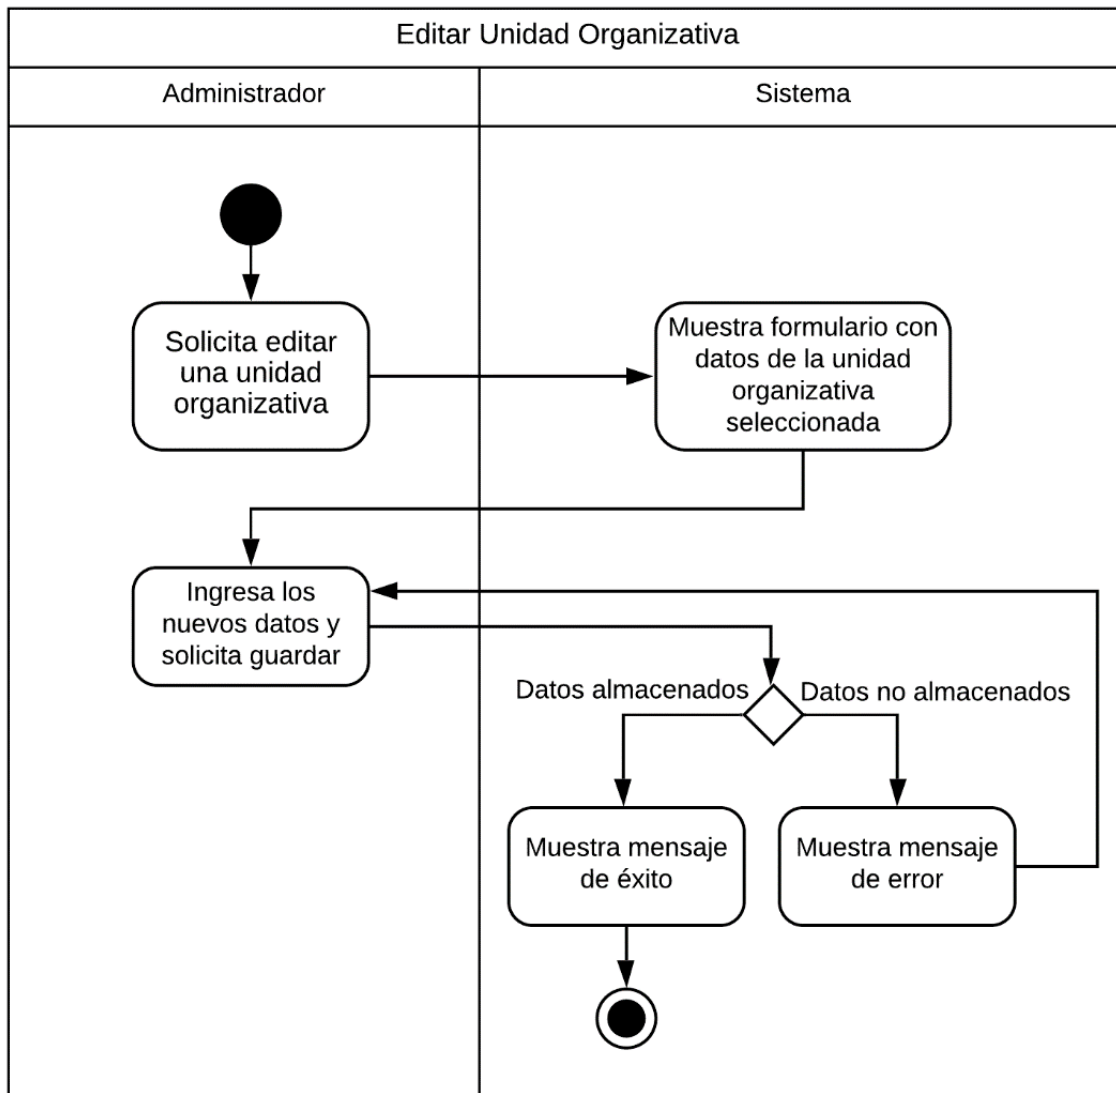 Editar Unidad Organizativa
Administrador
Sistema
Solicita editar
una unidad
organizativa
Muestra formulario con
datos de la unidad
organizativa
seleccionada
Ingresa los
nuevos datos y
solicita guardar
Datos almacenados
Datos no almacenados
Muestra mensaje
de éxito
Muestra mensaje
de error